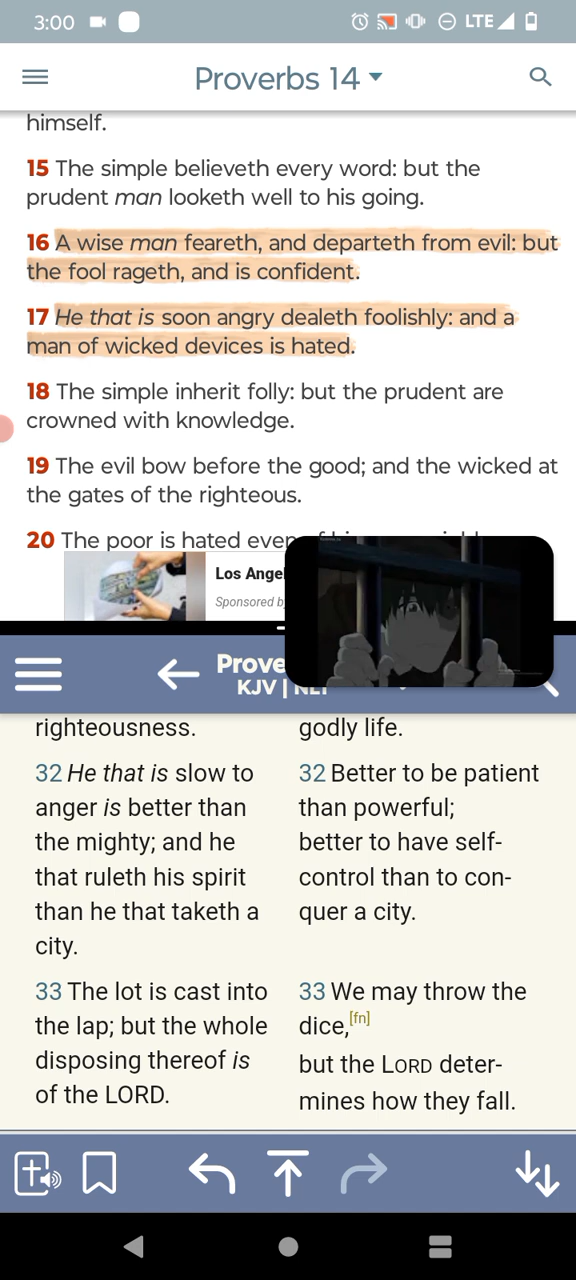 3:00
LTE
Proverbs 14
himself.
15 The simple believeth every word: but the
prudent man looketh well to his going.
16 A wise man feareth, and departeth from evil: but
the fool rageth, and is confident.
17 He that is soon angry dealeth foolishly: and a
man of wicked devices is hated.
18 The simple inherit folly: but the prudent are
crowned with knowledge.
19 The evil bow before the good; and the wicked at
the gates of the righteous.
20 The poor is hated even of his
Los Angel
Sponsored b
Prove
KJV | NLT
righteousness.
32 He that is slow to
anger is better than
the mighty; and he
that ruleth his spirit
than he that taketh a
city.
33 The lot is cast into
the lap; but the whole
disposing thereof is
of the LORD.
godly life.
32 Better to be patient
than powerful;
better to have self-
control than to con-
quer a city.
33 We may throw the
dice,[fn]
but the LORD deter-
mines how they fall.